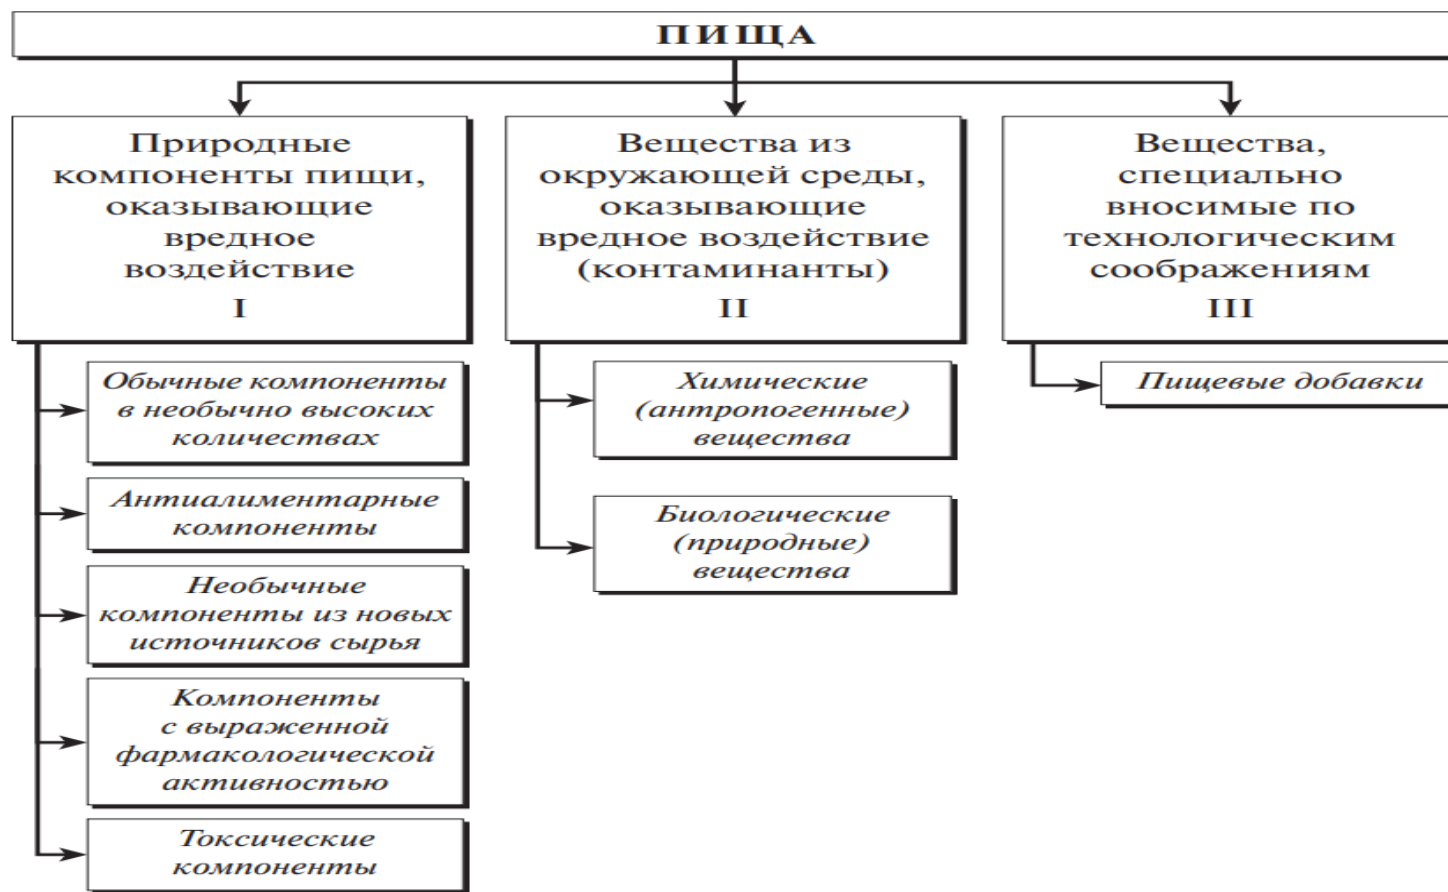 ПИЩА
Природные
компоненты пищи,
оказывающие
вредное
воздействие
I
Обычные компоненты
в необычно высоких
количествах
Антиалиментарные
компоненты
Необычные
компоненты из новых
источников сырья
Компоненты
с выраженной
фармакологической
активностью
Токсические
компоненты
Вещества из
окружающей среды,
оказывающие
вредное воздействие
(контаминанты)
II
Химические
(антропогенные)
вещества
Биологические
(природные)
вещества
Вещества,
специально
вносимые по
технологическим
соображениям
III
Пищевые добавки